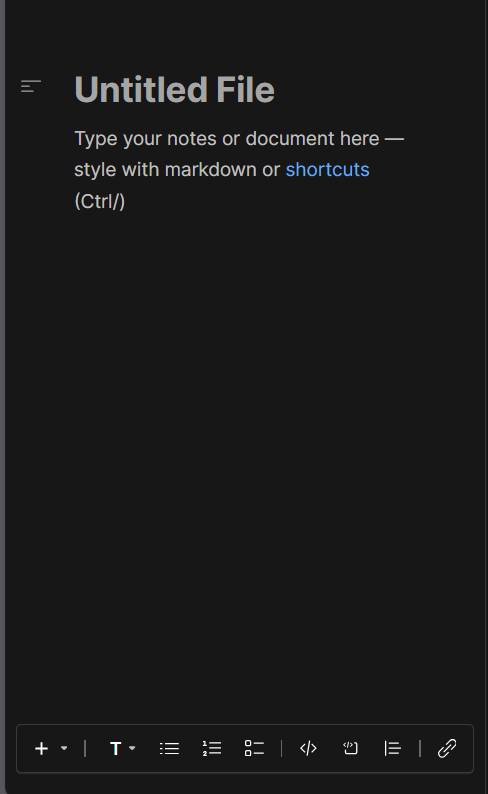 Untitled File
Type your notes or document here —
style with markdown or shortcuts
(Ctrl/)
T